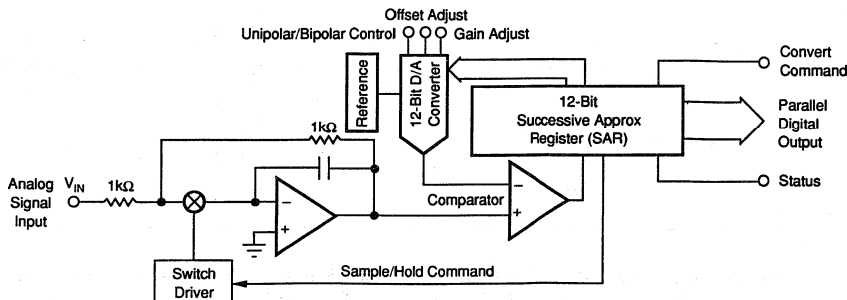 Offset Adjust
Unipolar/Bipolar Control
Gain Adjust
Reference
12-Bit D/A
Converter
12-Bit
Successive Approx
Register (SAR)
Convert
Command
Parallel
Digital
Output
Status
1kΩ
Analog
Signal
Input
VIN
1kΩ
−
+
Comparator
−
+
Switch
Driver
Sample/Hold Command